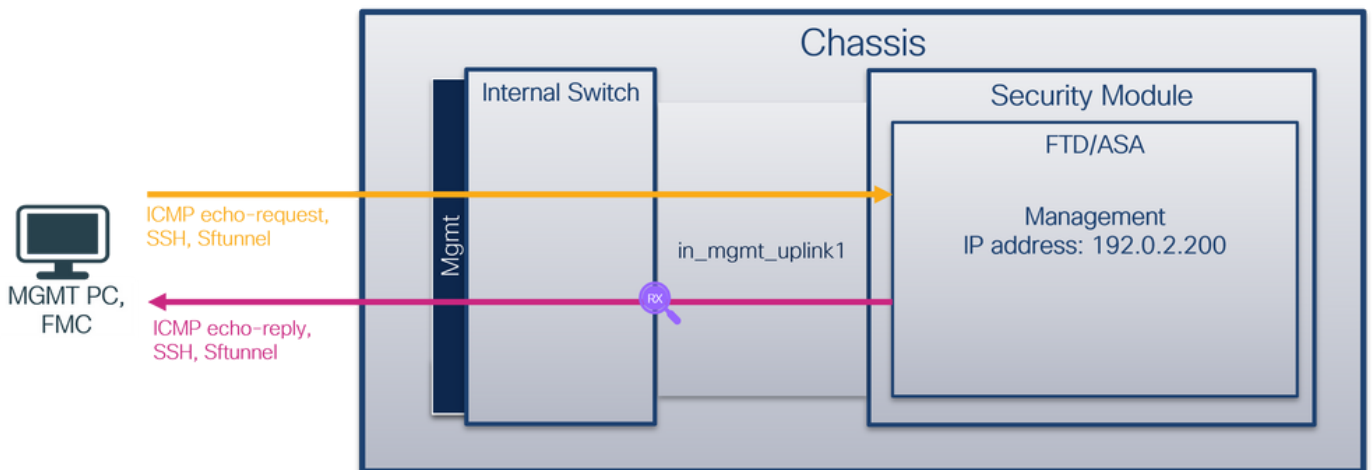 Chassis
Internal Switch
Security Module
FTD/ASA
ICMP echo-request,
SSH, Sftunnel
Mgmt
in_mgmt_uplink1
Management
IP address: 192.0.2.200
MGMT PC,
FMC
RX
ICMP echo-reply,
SSH, Sftunnel